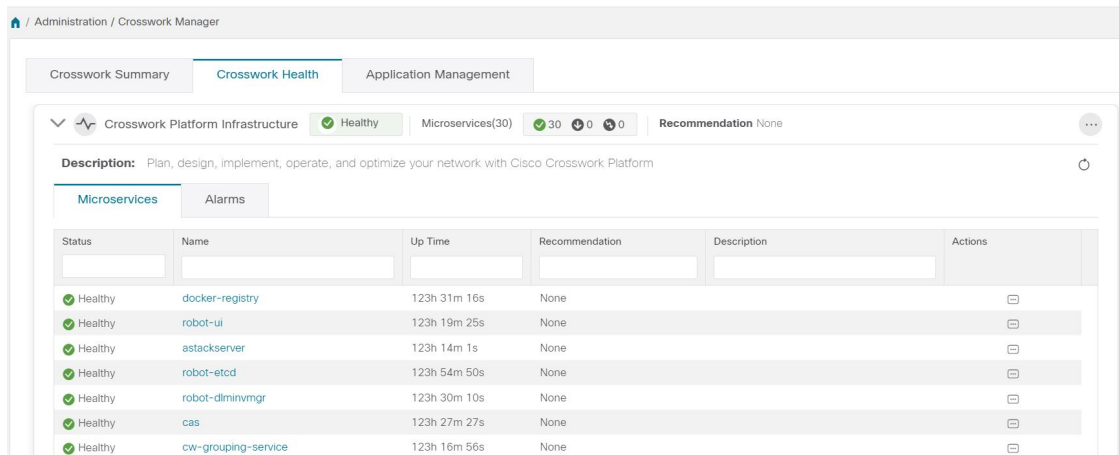 / Administration / Crosswork Manager
Crosswork Summary Crosswork Health Application Management
Crosswork Platform Infrastructure Healthy Microservices(30) 30 0 0 Recommendation None
Description: Plan, design, implement, operate, and optimize your network with Cisco Crosswork Platform
Microservices Alarms
Status Name Up Time Recommendation Description Actions
Healthy docker-registry 123h 31m 16s None
Healthy robot-ui 123h 19m 25s None
Healthy astackserver 123h 14m 1s None
Healthy robot-etcd 123h 54m 50s None
Healthy robot-dlminvmgr 123h 30m 10s None
Healthy cas 123h 27m 27s None
Healthy cw-grouping-service 123h 16m 56s None